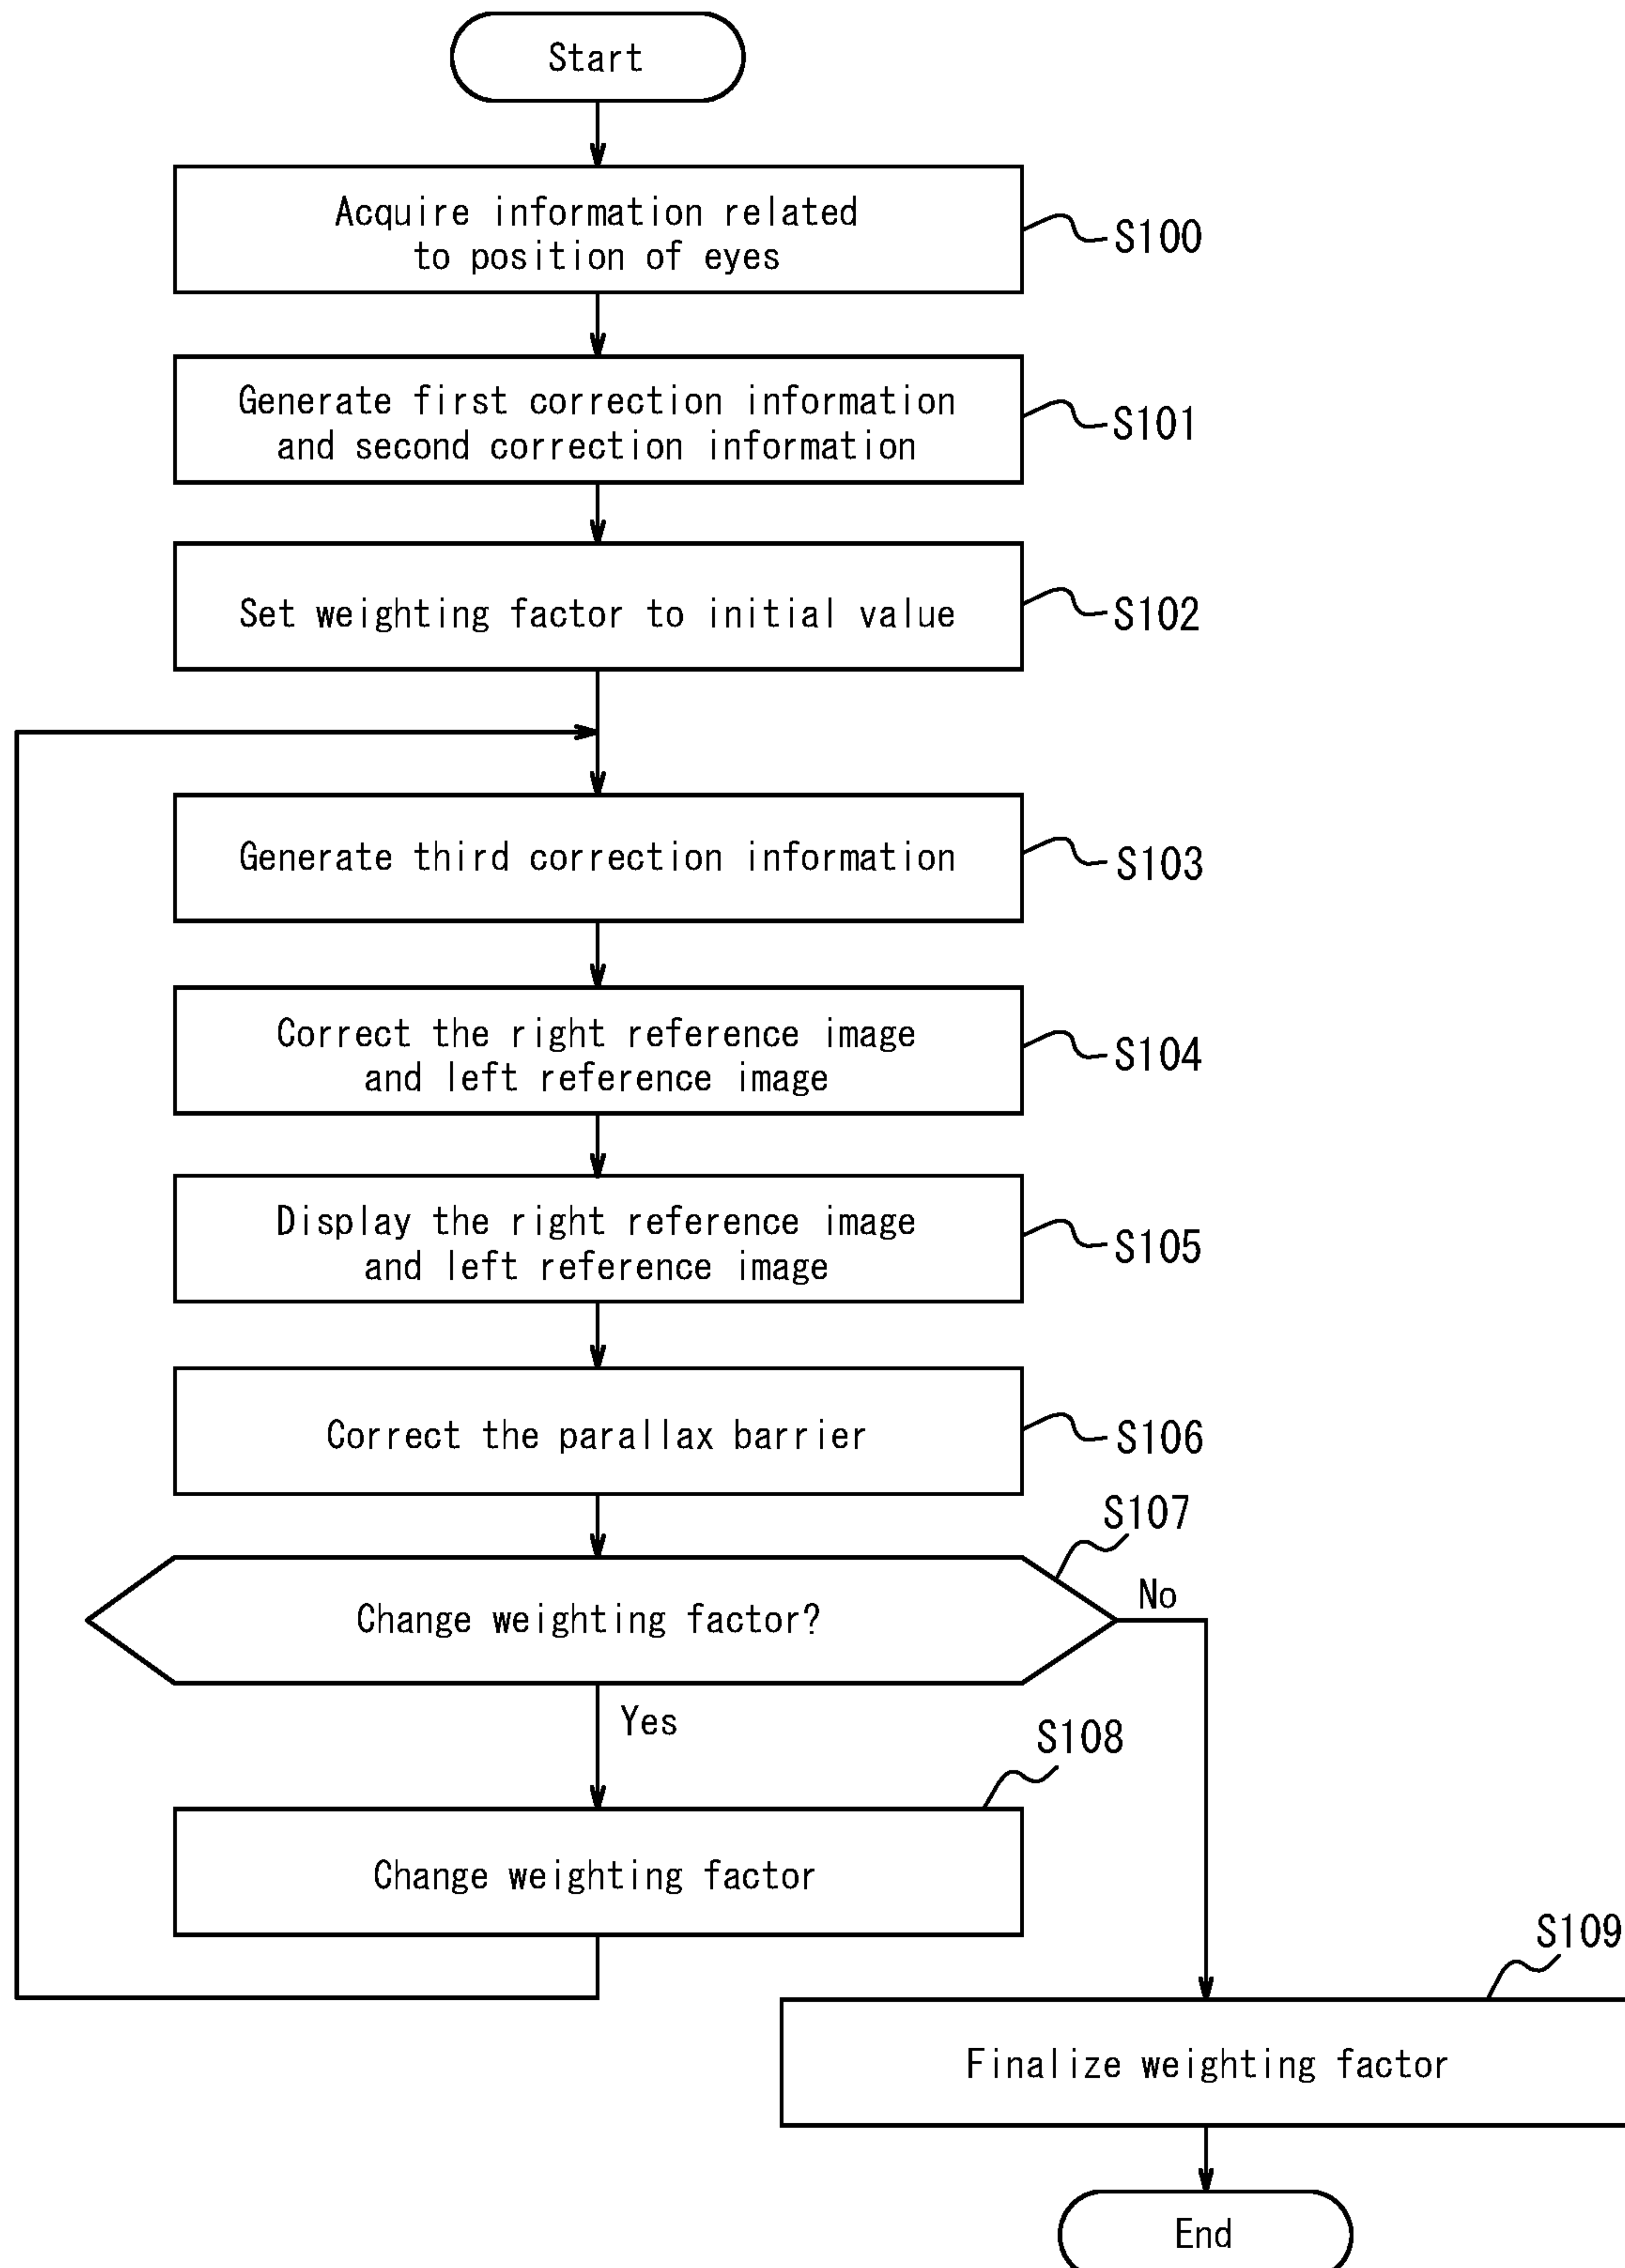 Start
Acquire information related
to position of eyes
S100
Generate first correction information
and second correction information
S101
Set weighting factor to initial value
S102
Generate third correction information
S103
Correct the right reference image
and left reference image
S104
Display the right reference image
and left reference image
S105
Correct the parallax barrier
S106
S107
Change weighting factor?
No
Yes
S108
Change weighting factor
S109
Finalize weighting factor
End